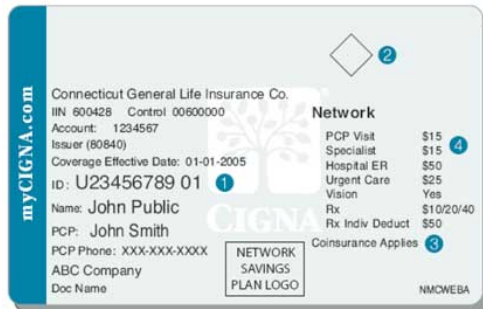 myCIGNA.com
2
Connecticut General Life Insurance Co.
IIN 600428 Control 00600000
Account: 1234567
Issuer (80840)
Coverage Effective Date: 01-01-2005
ID: U23456789 01 1
Name: John Public
PCP: John Smith
PCP Phone: XXX-XXX-XXXX
ABC Company
Doc Name
CIGNA
NETWORK
SAVINGS
PLAN LOGO
Network
PCP Visit $15
Specialist $15 4
Hospital ER $50
Urgent Care $25
Vision Yes
Rx $10/20/40
Rx Indiv Deduct $50
Coinsurance Applies 3
NMCWEBA